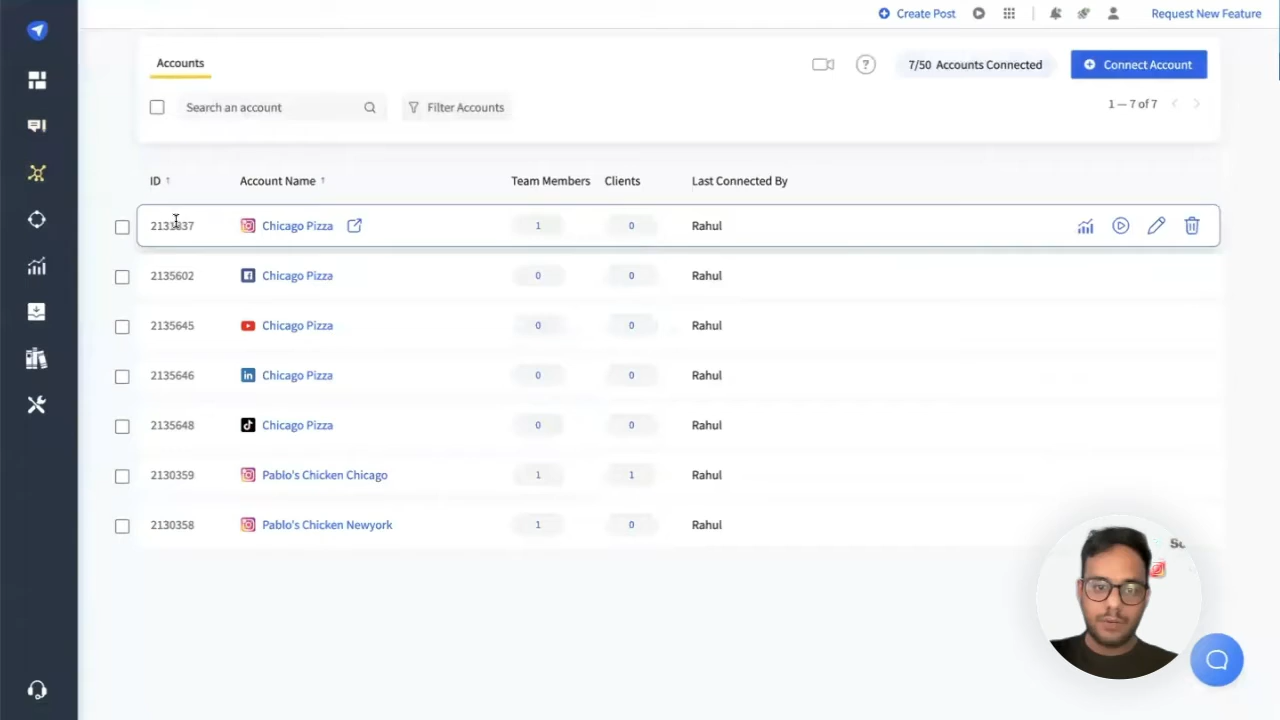 Create Post
Request New Feature
Accounts
7/50 Accounts Connected
Connect Account
Search an account
Filter Accounts
1 — 7 of 7
ID ↑ Account Name ↑ Team Members Clients Last Connected By
Chicago Pizza 1 0 Rahul
2135602 Chicago Pizza 0 0 Rahul
2135645 Chicago Pizza 0 0 Rahul
2135646 Chicago Pizza 0 0 Rahul
2135648 Chicago Pizza 0 0 Rahul
2130359 Pablo's Chicken Chicago 1 1 Rahul
2130358 Pablo's Chicken Newyork 1 0 Rahul